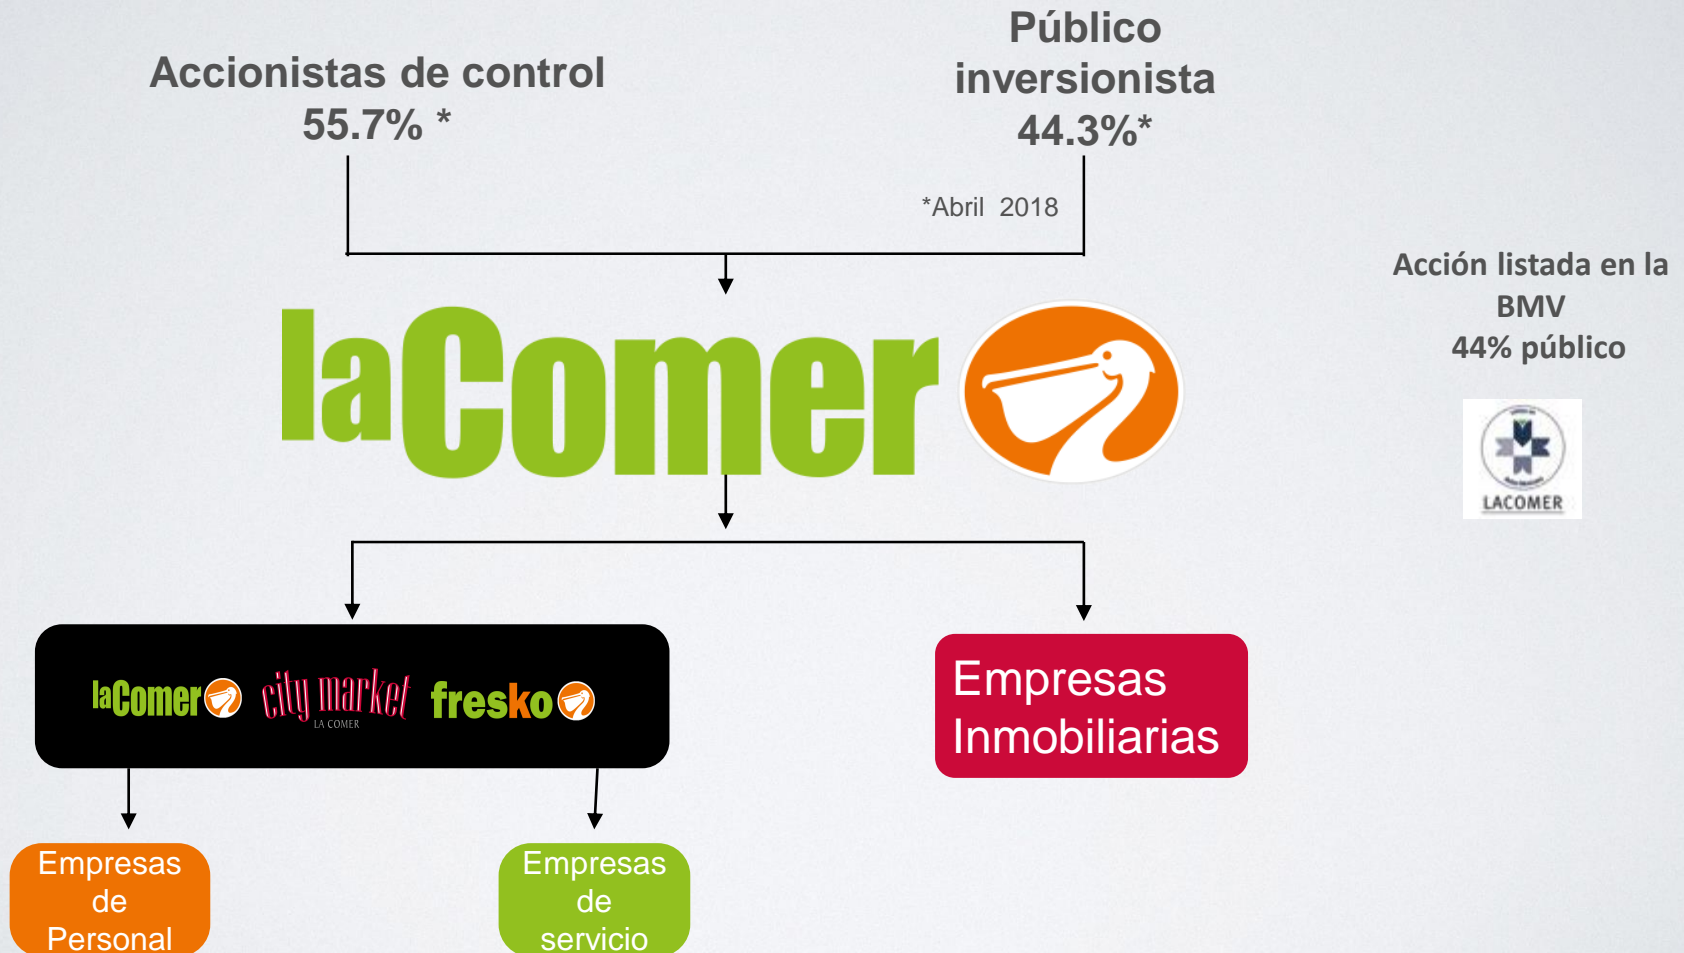 Accionistas de control
55.7% *
Público
inversionista
44.3%*
*Abril 2018
Acción listada en la
BMV
44% público
LACOMER
laComer
laComer
city market
LA COMER
fresko
Empresas
Inmobiliarias
Empresas
de
Personal
Empresas
de
servicio